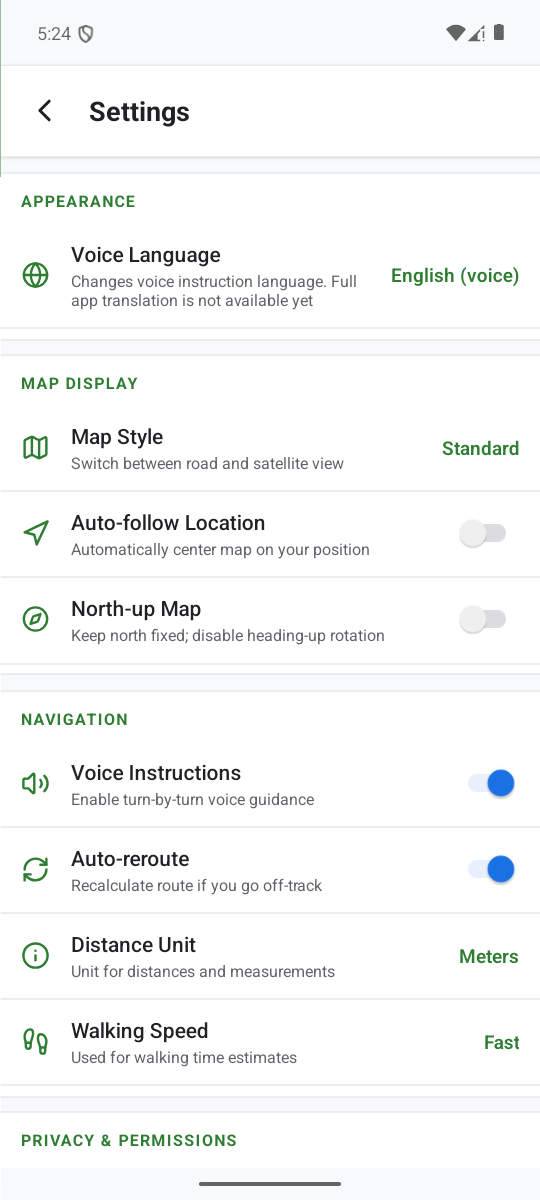 5:24
Settings
APPEARANCE
Voice Language
Changes voice instruction language. Full
app translation is not available yet
English (voice)
MAP DISPLAY
Map Style
Switch between road and satellite view
Standard
Auto-follow Location
Automatically center map on your position
North-up Map
Keep north fixed; disable heading-up rotation
NAVIGATION
Voice Instructions
Enable turn-by-turn voice guidance
Auto-reroute
Recalculate route if you go off-track
Distance Unit
Unit for distances and measurements
Meters
Walking Speed
Used for walking time estimates
Fast
PRIVACY & PERMISSIONS